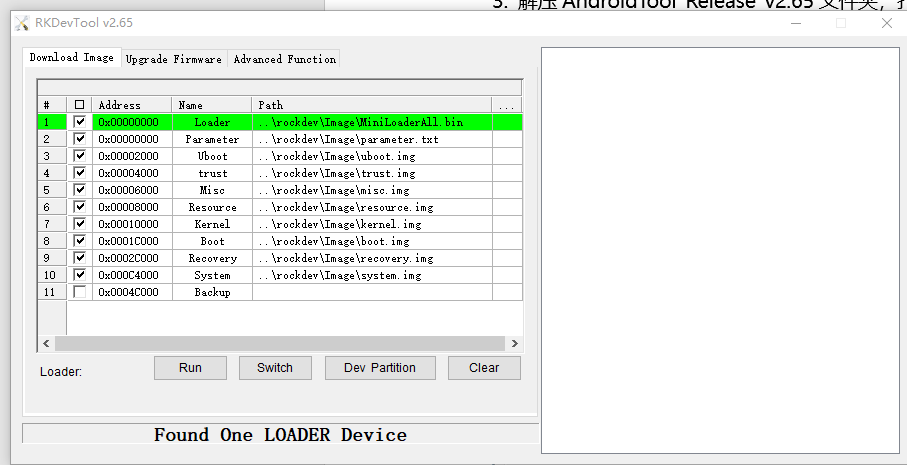 3. 解压 AndroidTool Release v2.65 文件夹，
RKDevTool v2.65
Download Image Upgrade Firmware Advanced Function
# Address Name Path ...
1 0x00000000 Loader ..\rockdev\Image\MiniLoaderAll.bin
2 0x00000000 Parameter ..\rockdev\Image\parameter.txt
3 0x00002000 Uboot ..\rockdev\Image\uboot.img
4 0x00004000 trust ..\rockdev\Image\trust.img
5 0x00006000 Misc ..\rockdev\Image\misc.img
6 0x00008000 Resource ..\rockdev\Image\resource.img
7 0x00010000 Kernel ..\rockdev\Image\kernel.img
8 0x0001C000 Boot ..\rockdev\Image\boot.img
9 0x0002C000 Recovery ..\rockdev\Image\recovery.img
10 0x000C4000 System ..\rockdev\Image\system.img
11 0x0004C000 Backup
Loader: Run Switch Dev Partition Clear
Found One LOADER Device